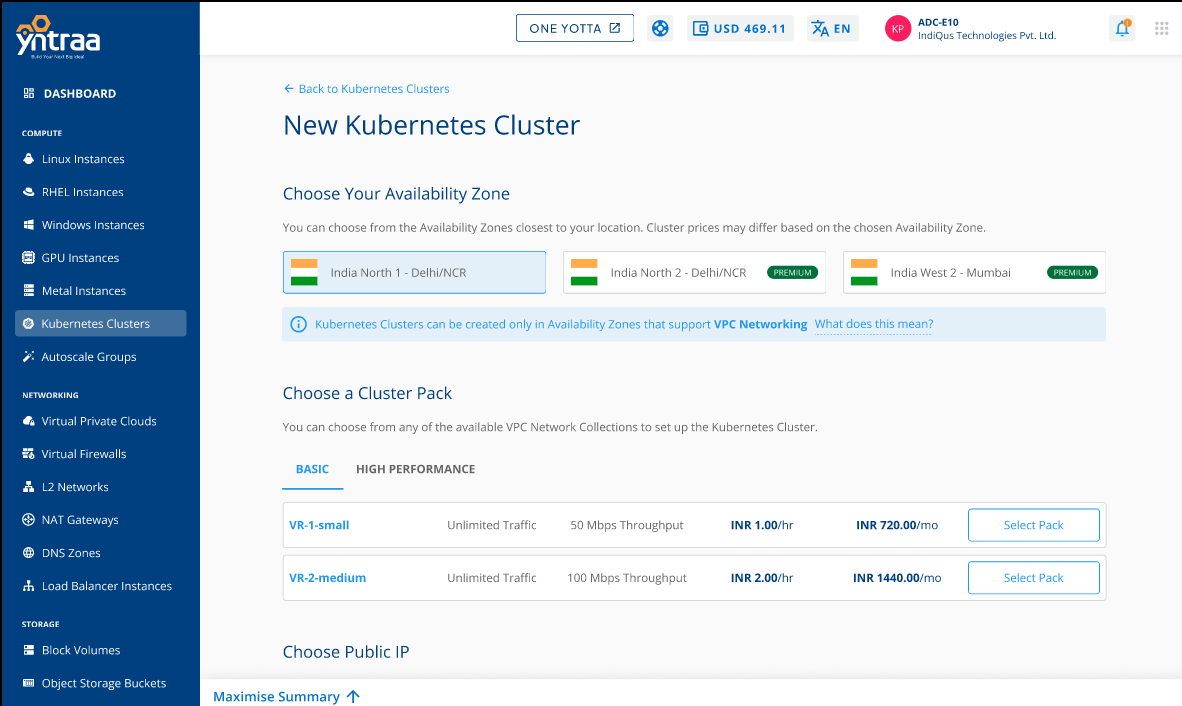 yntraa
Build Your Next Big Idea!
ONE YOTTA
USD 469.11
EN
KP
ADC-E10
IndiQus Technologies Pvt. Ltd.
DASHBOARD
COMPUTE
Linux Instances
RHEL Instances
Windows Instances
GPU Instances
Metal Instances
Kubernetes Clusters
Autoscale Groups
NETWORKING
Virtual Private Clouds
Virtual Firewalls
L2 Networks
NAT Gateways
DNS Zones
Load Balancer Instances
STORAGE
Block Volumes
Object Storage Buckets
← Back to Kubernetes Clusters
New Kubernetes Cluster
Choose Your Availability Zone
You can choose from the Availability Zones closest to your location. Cluster prices may differ based on the chosen Availability Zone.
India North 1 - Delhi/NCR
India North 2 - Delhi/NCR PREMIUM
India West 2 - Mumbai PREMIUM
Kubernetes Clusters can be created only in Availability Zones that support VPC Networking What does this mean?
Choose a Cluster Pack
You can choose from any of the available VPC Network Collections to set up the Kubernetes Cluster.
BASIC HIGH PERFORMANCE
VR-1-small Unlimited Traffic 50 Mbps Throughput INR 1.00/hr INR 720.00/mo Select Pack
VR-2-medium Unlimited Traffic 100 Mbps Throughput INR 2.00/hr INR 1440.00/mo Select Pack
Choose Public IP
Maximise Summary ↑